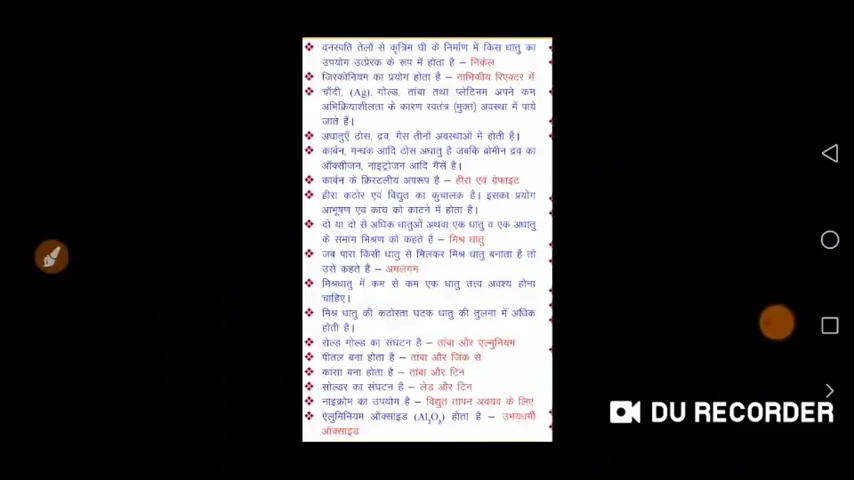 ❖ वनस्पति तेलों से कृत्रिम घी के निर्माण में किस धातु का
उपयोग उत्प्रेरक के रूप में होता है – निकेल
❖ जिरकोनियम का प्रयोग होता है – नाभिकीय रिएक्टर में
❖ चाँदी, (Ag), गोल्ड, तांबा तथा प्लेटिनम अपने कम
अभिक्रियाशीलता के कारण स्वतंत्र (मुक्त) अवस्था में पाये
जाते हैं।
❖ अधातुएँ ठोस, द्रव, गैस तीनों अवस्थाओं में होती है।
❖ कार्बन, गन्धक आदि ठोस अधातु है जबकि ब्रोमीन द्रव का
ऑक्सीजन, नाइट्रोजन आदि गैसें है।
❖ कार्बन के क्रिस्टलीय अपरूप है – हीरा एवं ग्रेफाइट
❖ हीरा कठोर एवं विद्युत का कुचालक है। इसका प्रयोग
आभूषण एवं कांच को काटने में होता है।
❖ दो या दो से अधिक धातुओं अथवा एक धातु व एक अधातु
के समांग मिश्रण को कहते है – मिश्र धातु
❖ जब पारा किसी धातु से मिलकर मिश्र धातु बनाता है तो
उसे कहते है – अमलगम
❖ मिश्रधातु में कम से कम एक धातु तत्त्व अवश्य होना
चाहिए।
❖ मिश्र धातु की कठोरता घटक धातु की तुलना में अधिक
होती है।
❖ रोल्ड गोल्ड का संघटन है – तांबा और एल्मुनियम
❖ पीतल बना होता है – तांबा और जिंक से
❖ कांसा बना होता है – तांबा और टिन
❖ सोल्डर का संघटन है – लेड और टिन
❖ नाइक्रोम का उपयोग है – विद्युत तापन अवयव के लिए
❖ ऐलुमिनियम ऑक्साइड (Al₂O₃) होता है – उभयधर्मी
ऑक्साइड
DU RECORDER